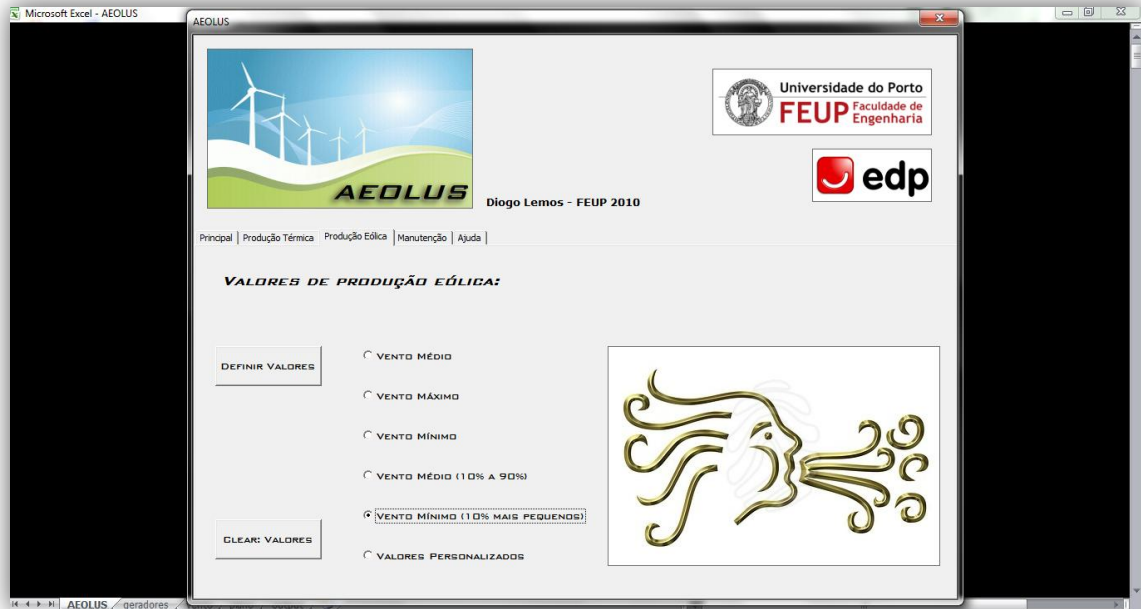 Microsoft Excel - AEOLUS
AEOLUS
Universidade do Porto
FEUP Faculdade de Engenharia
edp
AEOLUS
Diogo Lemos - FEUP 2010
Principal
Produção Térmica
Produção Eólica
Manutenção
Ajuda
VALORES DE PRODUÇÃO EÓLICA:
DEFINIR VALORES
VENTO MÉDIO
VENTO MÁXIMO
VENTO MÍNIMO
VENTO MÉDIO (10% A 90%)
VENTO MÍNIMO (10% MAIS PEQUENOS)
CLEAR: VALORES
VALORES PERSONALIZADOS
AEOLUS
geradores